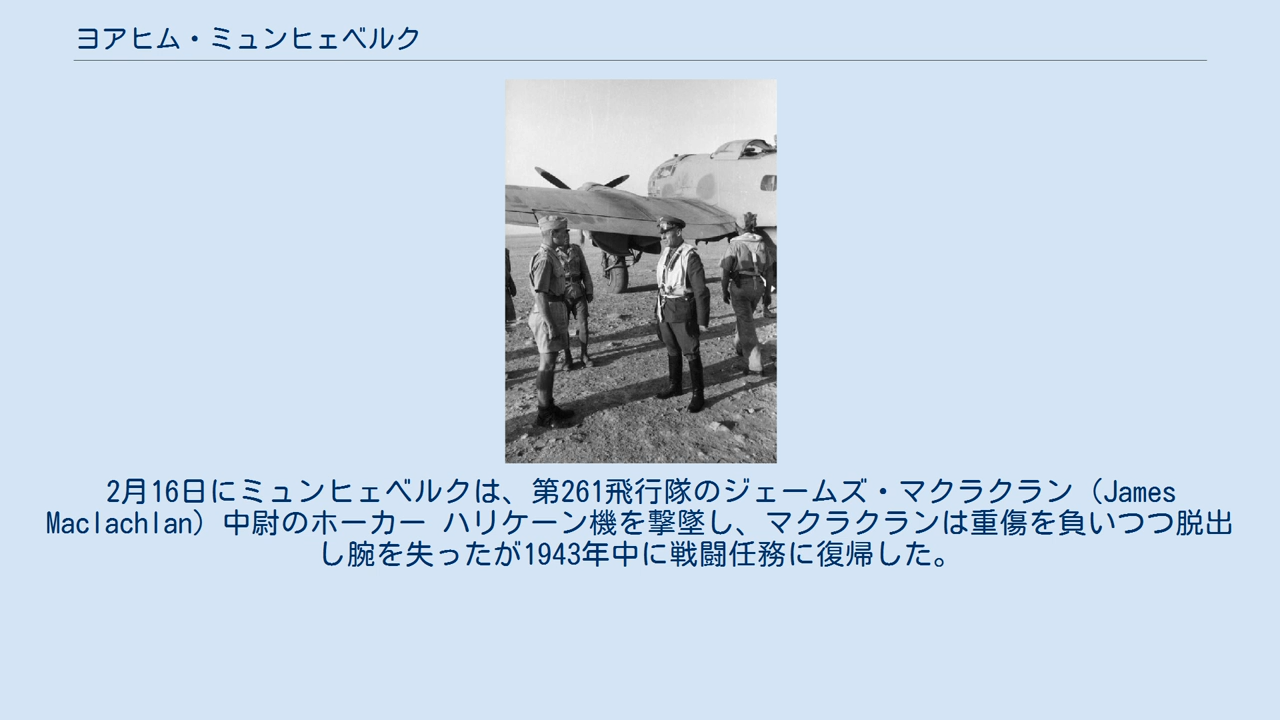 ヨアヒム・ミュンヒェベルク
2月16日にミュンヒェベルクは、第261飛行隊のジェームズ・マクラクラン（James
Maclachlan）中尉のホーカー ハリケーン機を撃墜し、マクラクランは重傷を負いつつ脱出
し腕を失ったが1943年中に戦闘任務に復帰した。